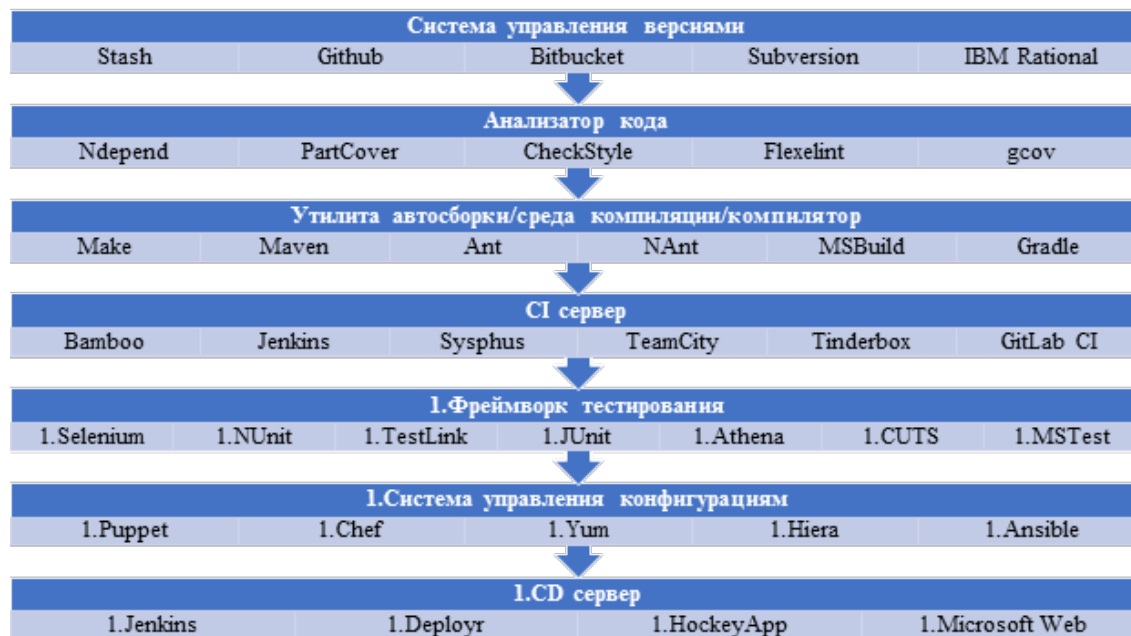 Система управления версиями
Stash Github Bitbucket Subversion IBM Rational
Анализатор кода
Ndepend PartCover CheckStyle Flexelint gcov
Утилита автосборки/среда компиляции/компилятор
Make Maven Ant NAnt MSBuild Gradle
CI сервер
Bamboo Jenkins Sysphus TeamCity Tinderbox GitLab CI
1.Фреймворк тестирования
1.Selenium 1.NUnit 1.TestLink 1.JUnit 1.Athena 1.CUTS 1.MSTest
1.Система управления конфигурациям
1.Puppet 1.Chef 1.Yum 1.Hiera 1.Ansible
1.CD сервер
1.Jenkins 1.Deployr 1.HockeyApp 1.Microsoft Web